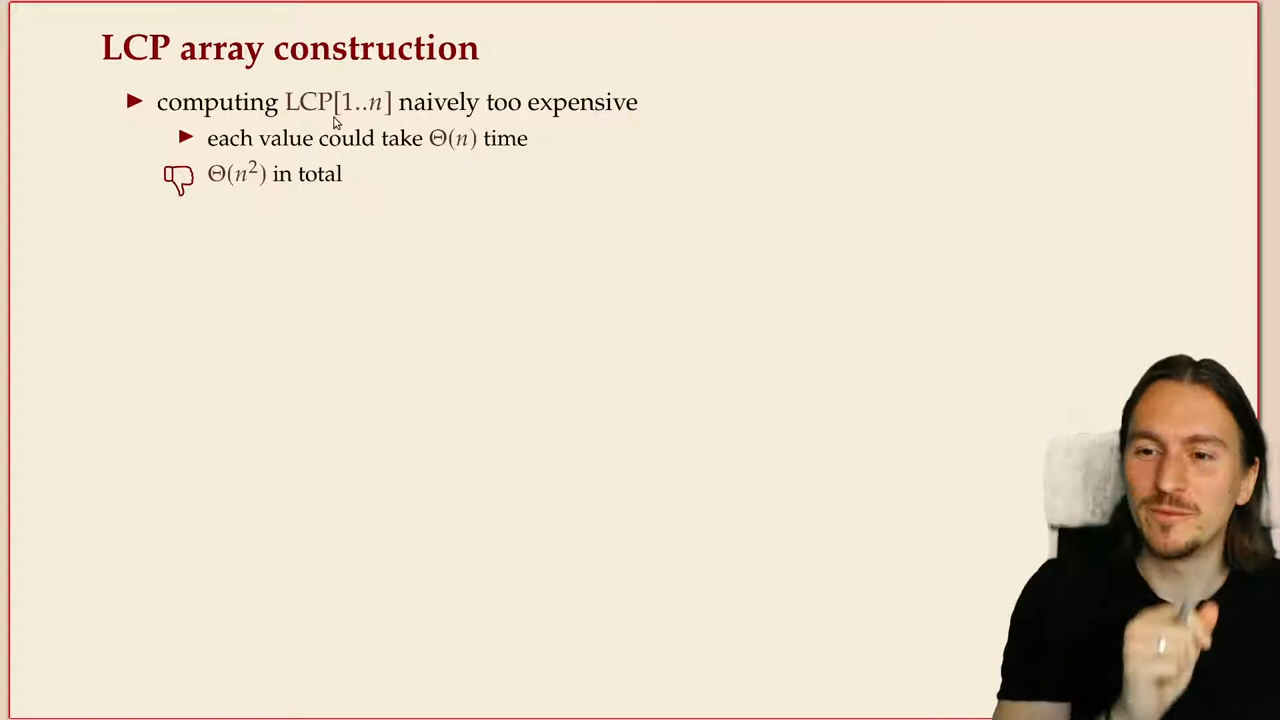 LCP array construction
▶ computing LCP[1..n] naively too expensive
▶ each value could take Θ(n) time
Θ(n²) in total